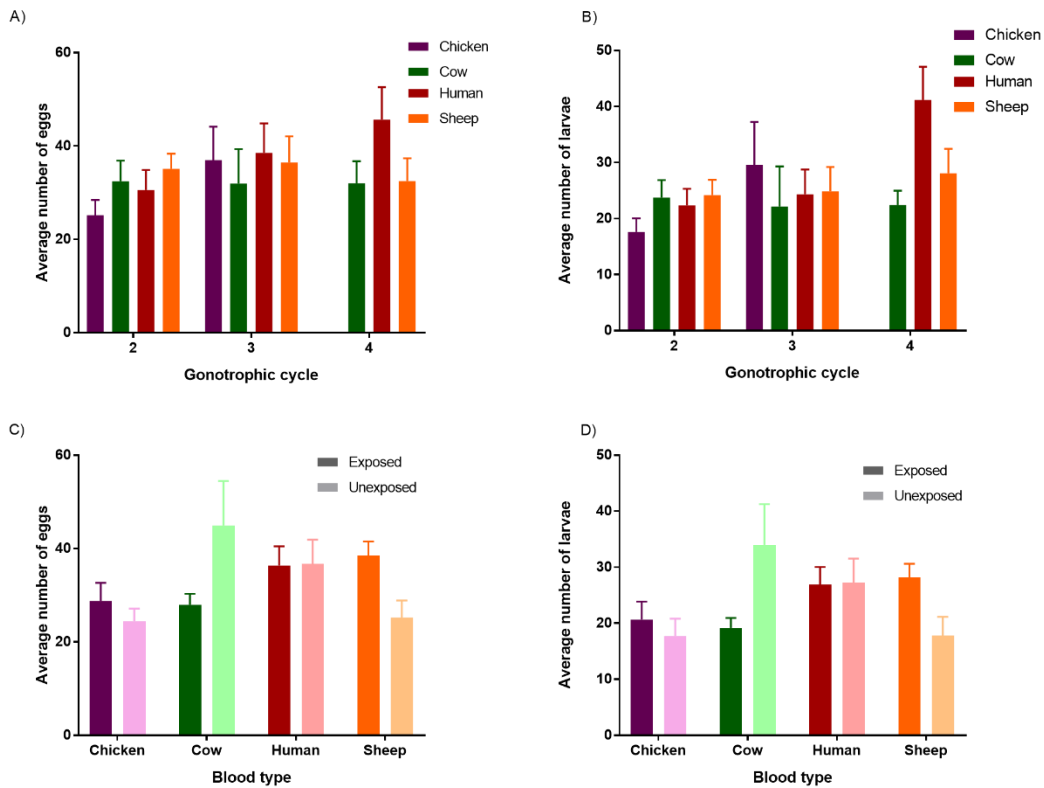 A)
Average number of eggs
60
40
20
0
2
3
4
Gonotrophic cycle
Chicken
Cow
Human
Sheep
B)
Average number of larvae
50
40
30
20
10
0
2
3
4
Gonotrophic cycle
Chicken
Cow
Human
Sheep
C)
Average number of eggs
60
40
20
0
Chicken
Cow
Human
Sheep
Blood type
Exposed
Unexposed
D)
Average number of larvae
50
40
30
20
10
0
Chicken
Cow
Human
Sheep
Blood type
Exposed
Unexposed